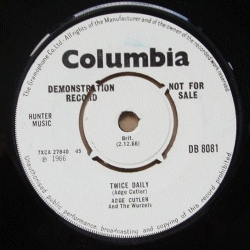 The Gramophone Co. Ltd. All Rights of the Manufacturer and of the Owner of the recorded work reserved
Columbia
DEMONSTRATION
RECORD
NOT FOR
SALE
HUNTER
MUSIC
Brit.
(2.12.66)
7XCA 27840 45
℗ 1966
DB 8081
TWICE DAILY
(Adge Cutler)
ADGE CUTLER
And The Wurzels
Unauthorised public performance broadcasting and copying of this record prohibited